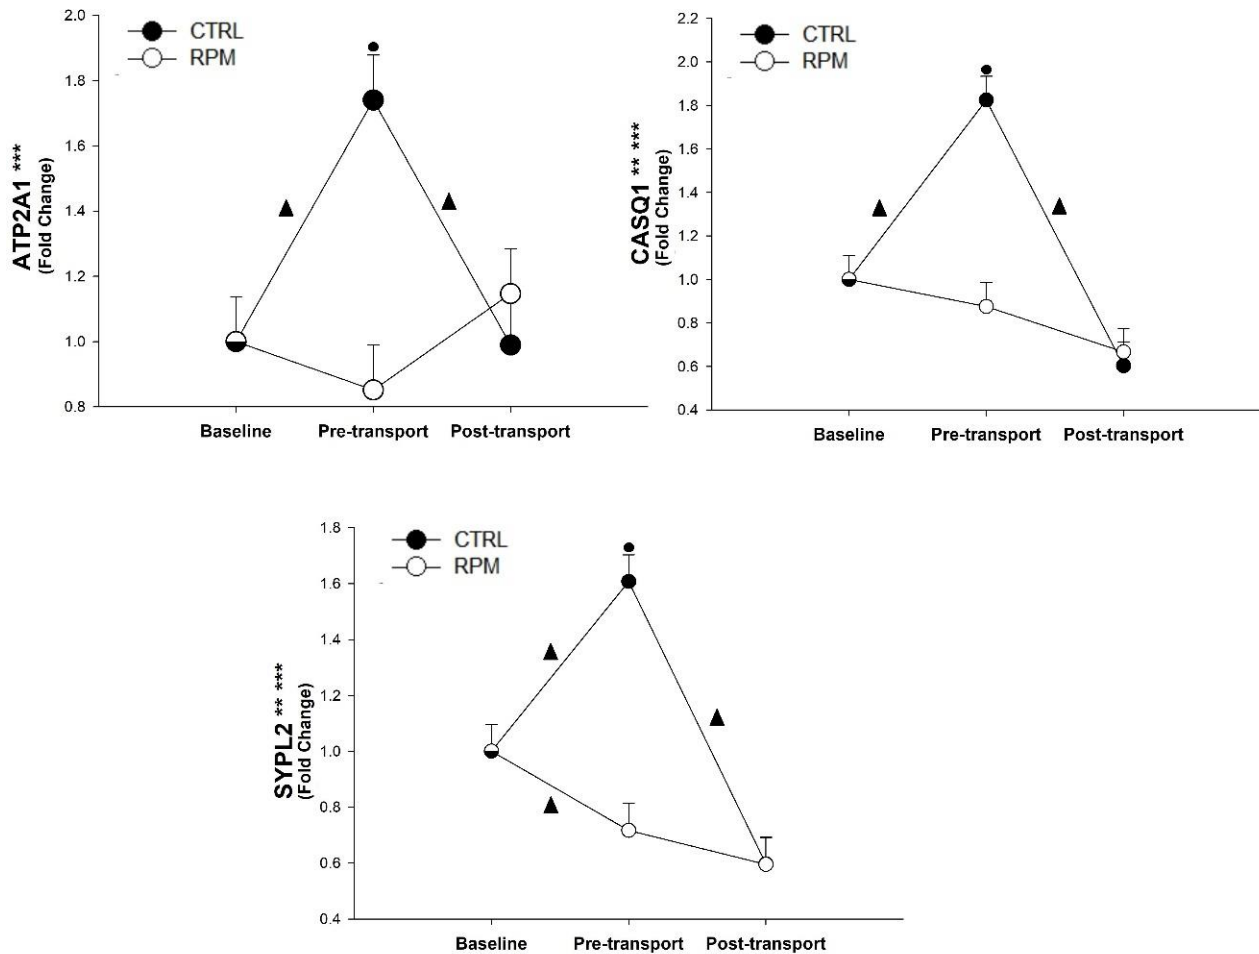 CTRL
RPM
2.0
1.8
1.6
1.4
1.2
1.0
0.8
ATP2A1 ***
(Fold Change)
Baseline Pre-transport Post-transport
CTRL
RPM
2.2
2.0
1.8
1.6
1.4
1.2
1.0
0.8
0.6
0.4
CASQ1 ** ***
(Fold Change)
Baseline Pre-transport Post-transport
CTRL
RPM
1.8
1.6
1.4
1.2
1.0
0.8
0.6
0.4
SYPL2 ** ***
(Fold Change)
Baseline Pre-transport Post-transport